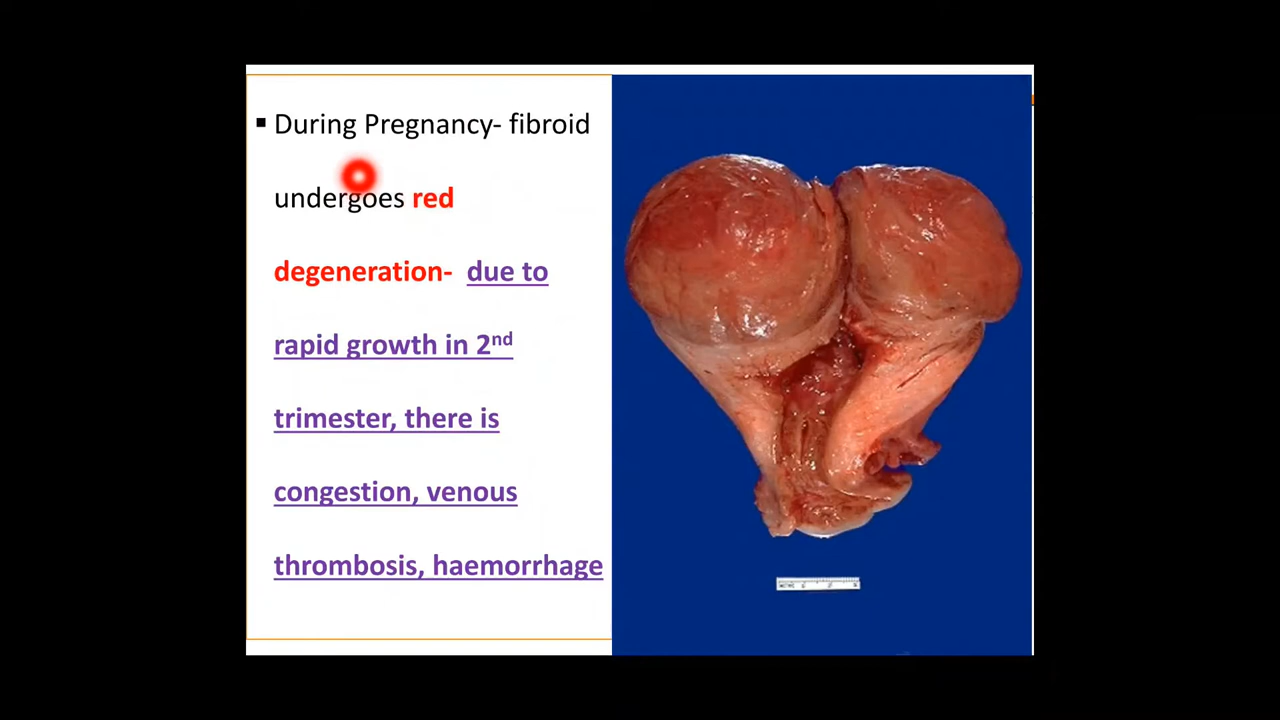 ▪ During Pregnancy- fibroid
undergoes red
degeneration- due to
rapid growth in 2nd
trimester, there is
congestion, venous
thrombosis, haemorrhage